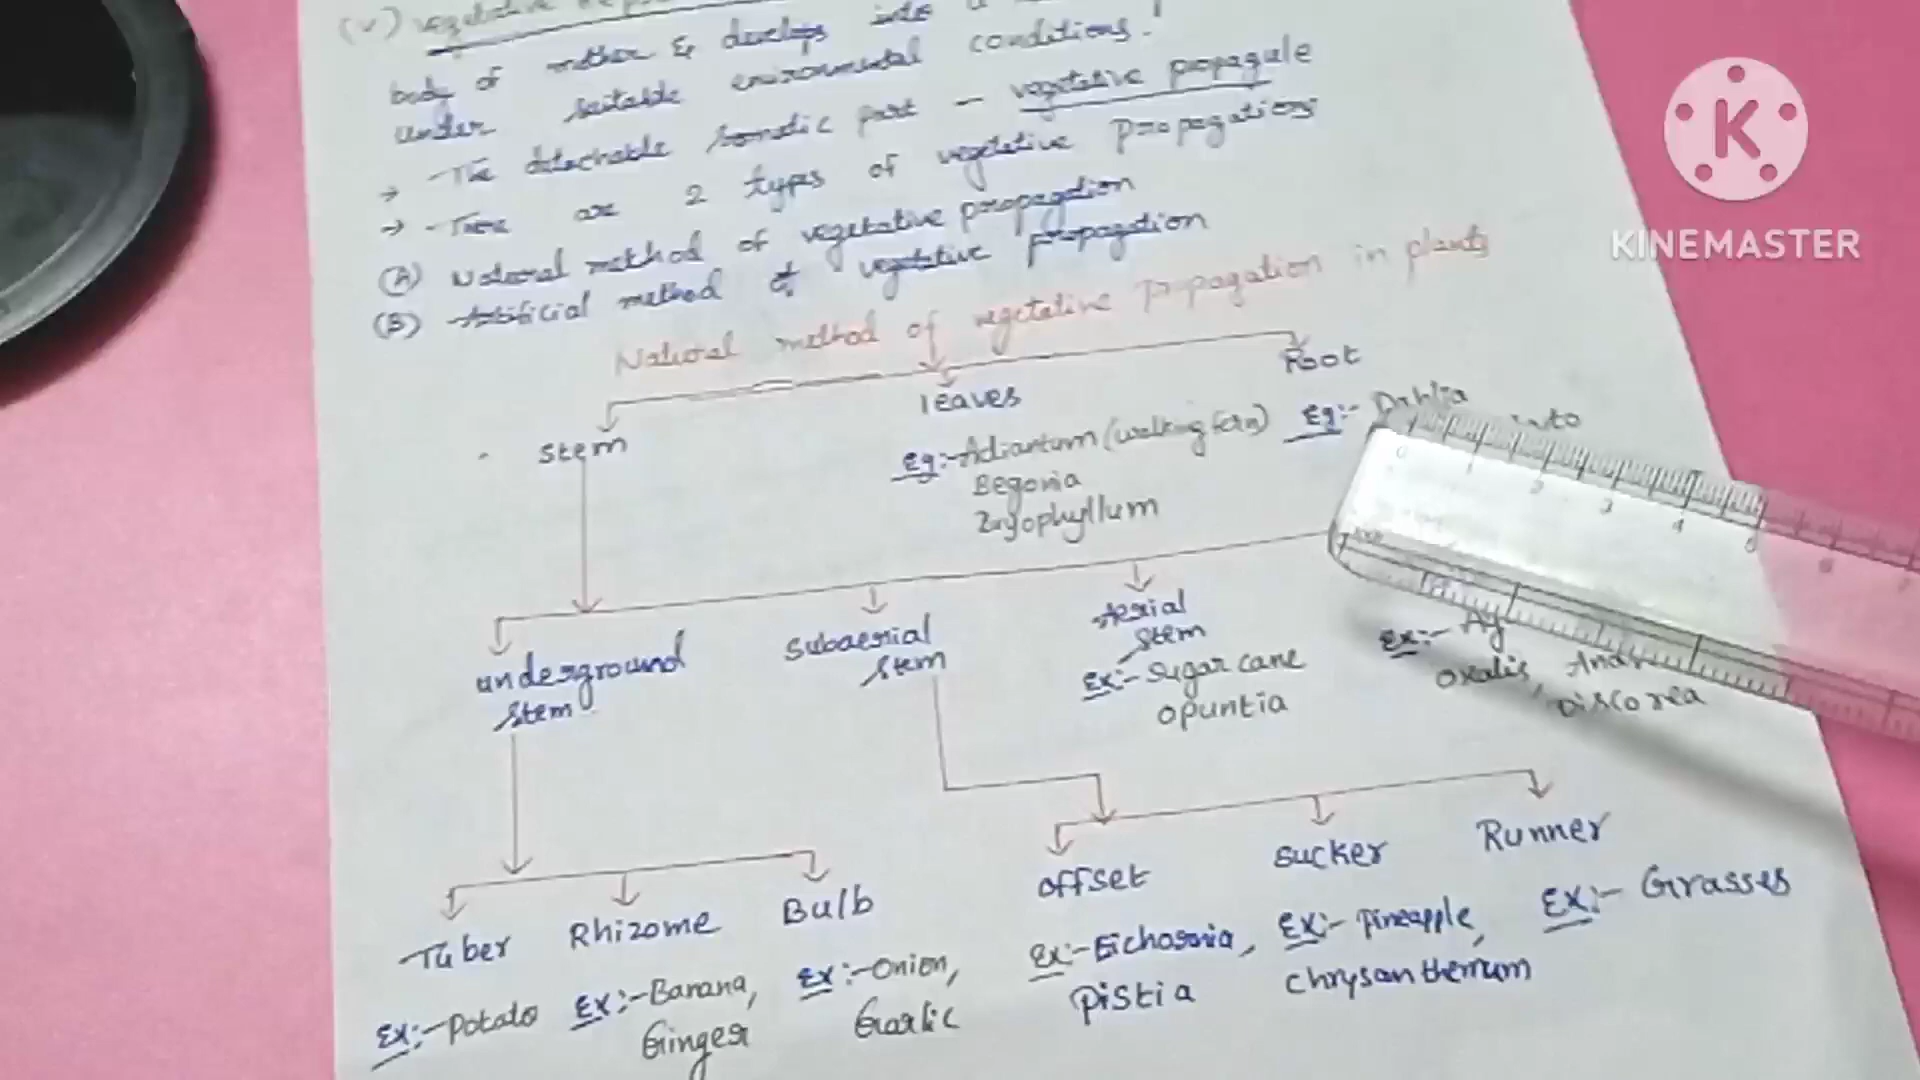 (V) vegetative
body of mother & develops into a
under suitable environmental conditions!
→ The detachable somatic part - vegetative propagule
→ There are 2 types of vegetative propagations
(A) Natural method of vegetative propagation
(B) Artificial method of vegetative propagation
Natural method of vegetative propagation in plants
stem
leaves
Root
Eg:- Adiantum (walking fern)
Begonia
Zygophyllum
Eg:- Dahlia
underground
stem
subaerial
stem
Aerial
stem
Ex:- Sugar cane
opuntia
Ex:- Ag
oxalis,
Discorea
Tuber
Rhizome
Bulb
offset
sucker
Runner
Ex:- Potato
Ex:- Banana,
Ginger
Ex:- Onion,
Garlic
Ex:- Eichornia,
pistia
Ex:- Pineapple,
chrysanthemum
Ex:- Grasses
K
KINEMASTER